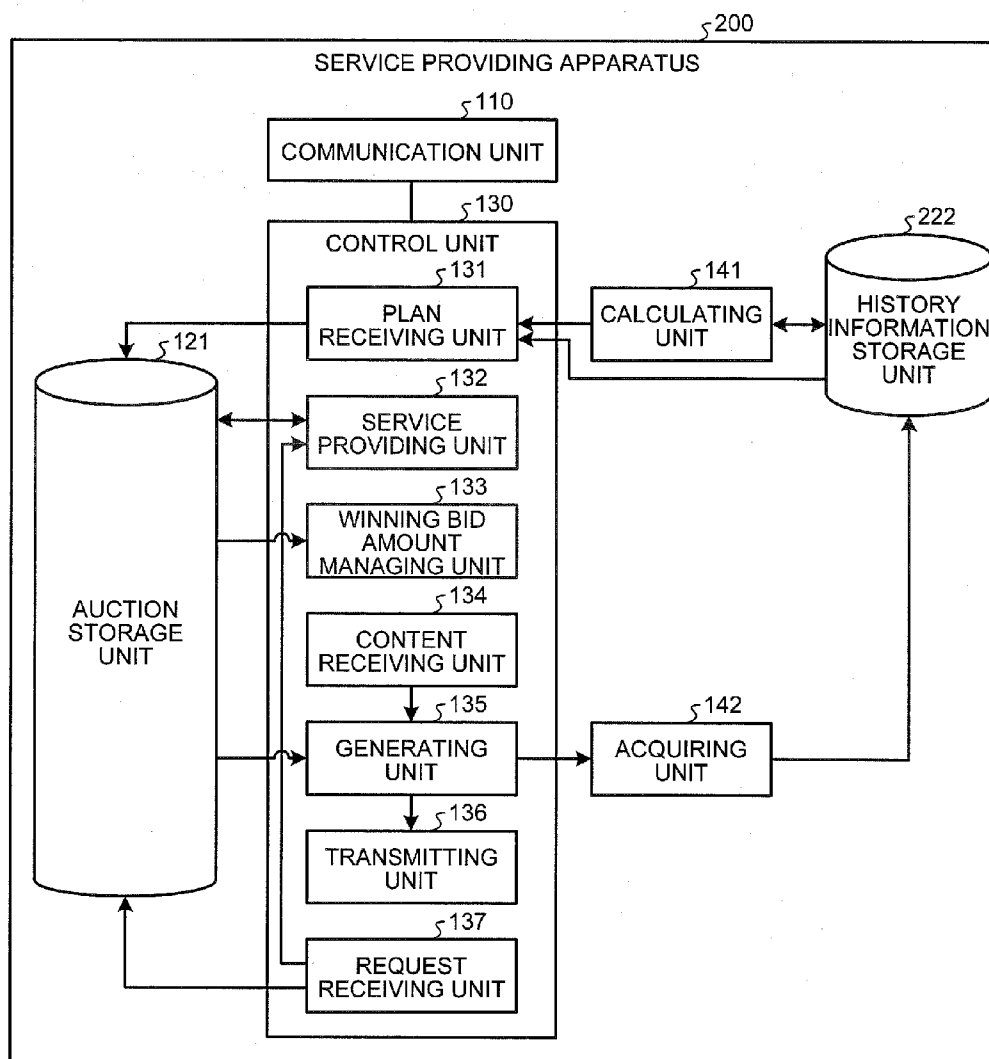 200
SERVICE PROVIDING APPARATUS
110
COMMUNICATION UNIT
130
CONTROL UNIT
131
PLAN
RECEIVING UNIT
141
CALCULATING
UNIT
222
HISTORY
INFORMATION
STORAGE
UNIT
121
AUCTION
STORAGE
UNIT
132
SERVICE
PROVIDING UNIT
133
WINNING BID
AMOUNT
MANAGING UNIT
134
CONTENT
RECEIVING UNIT
135
GENERATING
UNIT
142
ACQUIRING
UNIT
136
TRANSMITTING
UNIT
137
REQUEST
RECEIVING UNIT